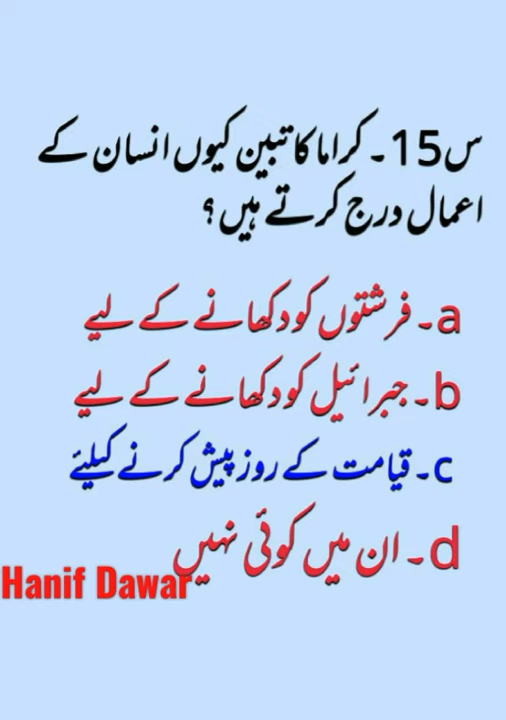 س15۔ کراما کاتبین کیوں انسان کے
اعمال درج کرتے ہیں؟
a۔ فرشتوں کو دکھانے کے لیے
b۔ جبرائیل کو دکھانے کے لیے
c۔ قیامت کے روز پیش کرنے کیلئے
d۔ ان میں کوئی نہیں
Hanif Dawar